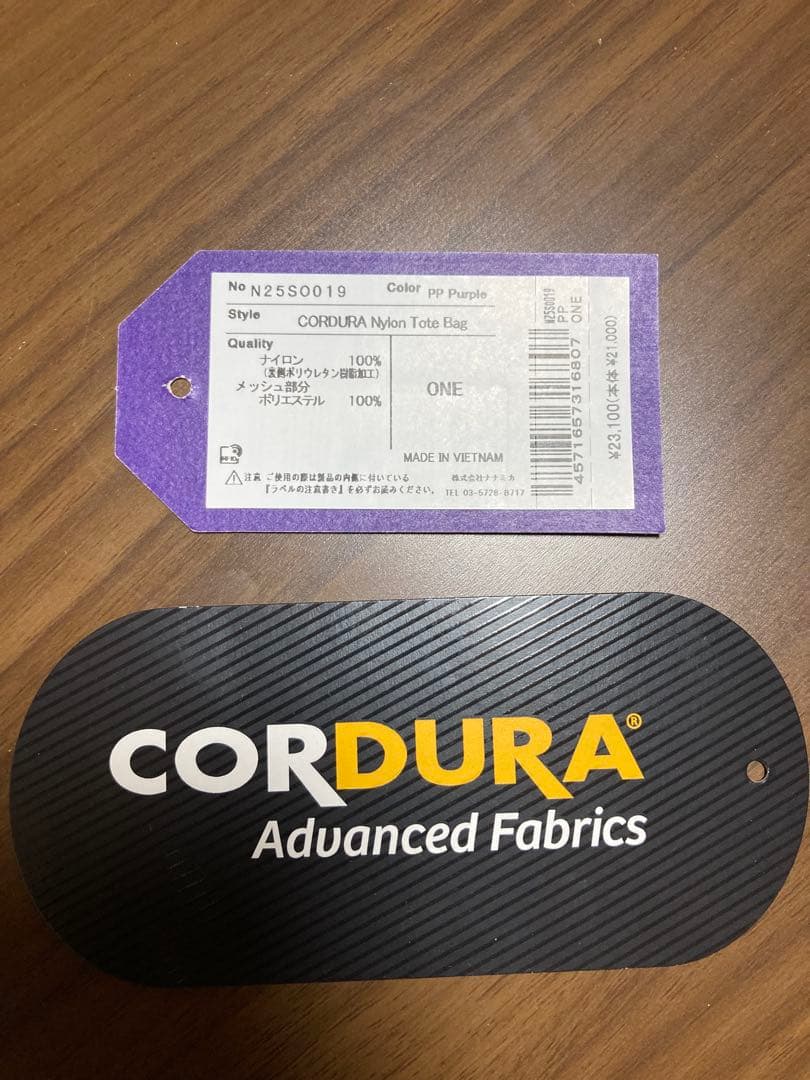 No N25SO019 Color PP Purple
Style CORDURA Nylon Tote Bag
Quality
ナイロン 100%
(裏側ポリウレタン樹脂加工)
メッシュ部分
ポリエステル 100%
ONE
MADE IN VIETNAM
注意 ご使用の際は製品の内側に付いている
『ラベルの注意書き』を必ずお読みください。
株式会社ナナミカ
TEL 03-5728-8717
4571657316807
N25SO019
PP
ONE
¥23,100(本体 ¥21,000)
CORDURA®
Advanced Fabrics